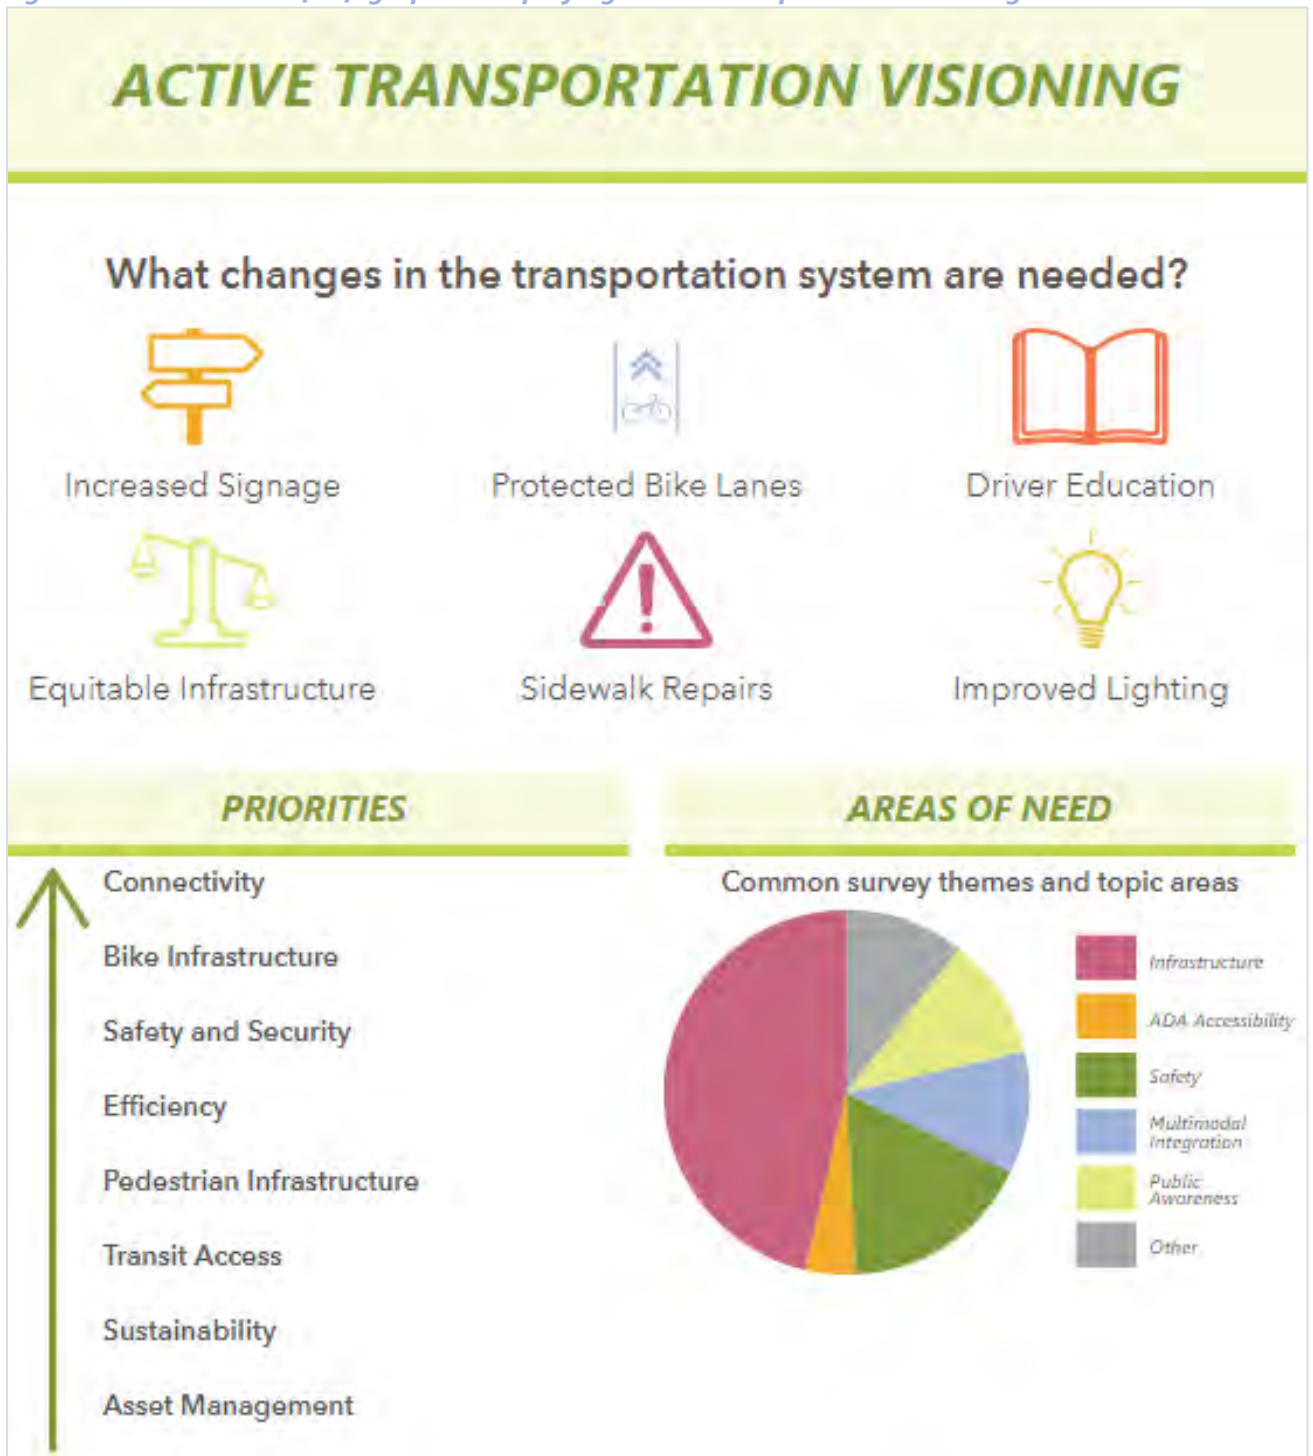 ACTIVE TRANSPORTATION VISIONING
What changes in the transportation system are needed?
Increased Signage
Protected Bike Lanes
Driver Education
Equitable Infrastructure
Sidewalk Repairs
Improved Lighting
PRIORITIES
Connectivity
Bike Infrastructure
Safety and Security
Efficiency
Pedestrian Infrastructure
Transit Access
Sustainability
Asset Management
AREAS OF NEED
Common survey themes and topic areas
Infrastructure
ADA Accessibility
Safety
Multimodal
Integration
Public
Awareness
Other